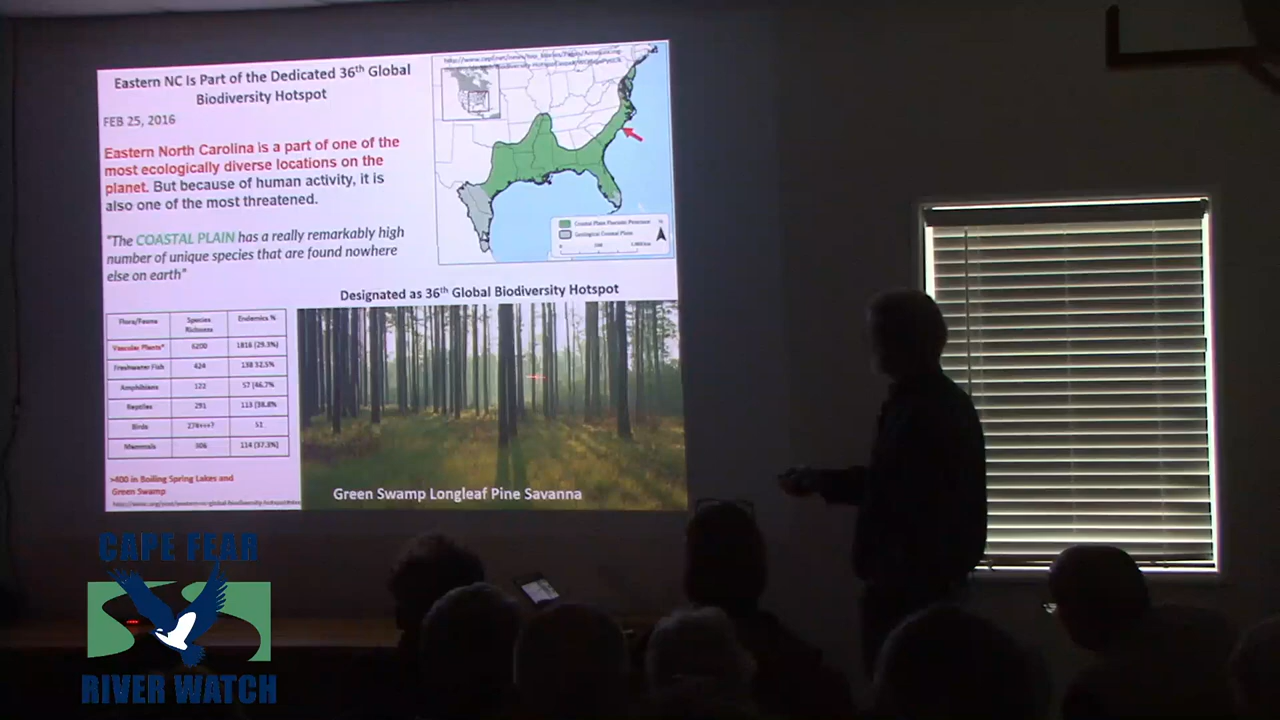 Eastern NC Is Part of the Dedicated 36th Global
Biodiversity Hotspot
FEB 25, 2016
Eastern North Carolina is a part of one of the
most ecologically diverse locations on the
planet. But because of human activity, it is
also one of the most threatened.
"The COASTAL PLAIN has a really remarkably high
number of unique species that are found nowhere
else on earth"
Coastal Plain Floristic Province
Geological Coastal Plain
Designated as 36th Global Biodiversity Hotspot
Flora/Fauna Species Richness Endemics %
Vascular Plants* 6200 1816 (29.3%)
Freshwater Fish 424 138 32.5%
Amphibians 122 57 (46.7%
Reptiles 291 113 (38.8%
Birds 51
Mammals 306 114 (37.3%)
>400 in Boiling Spring Lakes and
Green Swamp
Green Swamp Longleaf Pine Savanna
CAPE FEAR
RIVER WATCH